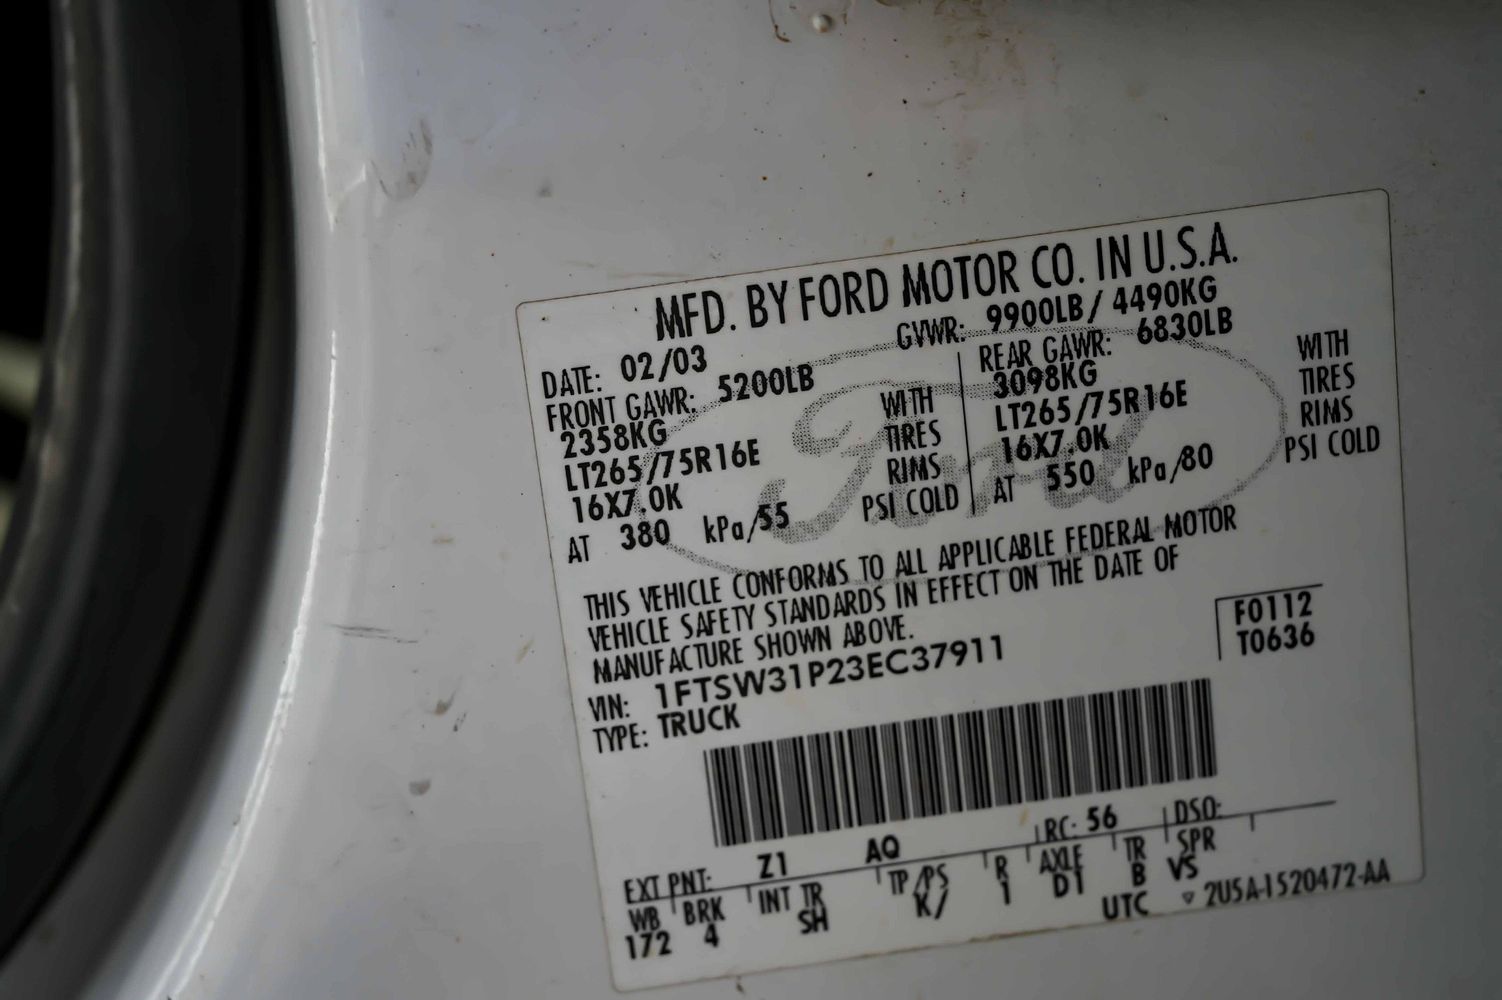 MFD. BY FORD MOTOR CO. IN U.S.A.
DATE: 02/03 GVWR: 9900LB / 4490KG
FRONT GAWR: 5200LB REAR GAWR: 6830LB
2358KG WITH 3098KG WITH
LT265/75R16E TIRES LT265/75R16E TIRES
16X7.0K RIMS 16X7.0K RIMS
AT 380 kPa/55 PSI COLD AT 550 kPa/80 PSI COLD
Ford
THIS VEHICLE CONFORMS TO ALL APPLICABLE FEDERAL MOTOR
VEHICLE SAFETY STANDARDS IN EFFECT ON THE DATE OF
MANUFACTURE SHOWN ABOVE.
F0112
T0636
VIN: 1FTSW31P23EC37911
TYPE: TRUCK
EXT PNT: Z1 AQ RC: 56 DSO:
WB BRK INT TR TP/PS R AXLE TR SPR
172 4 SH K/ 1 D1 B VS
UTC ▽ 2U5A-1520472-AA